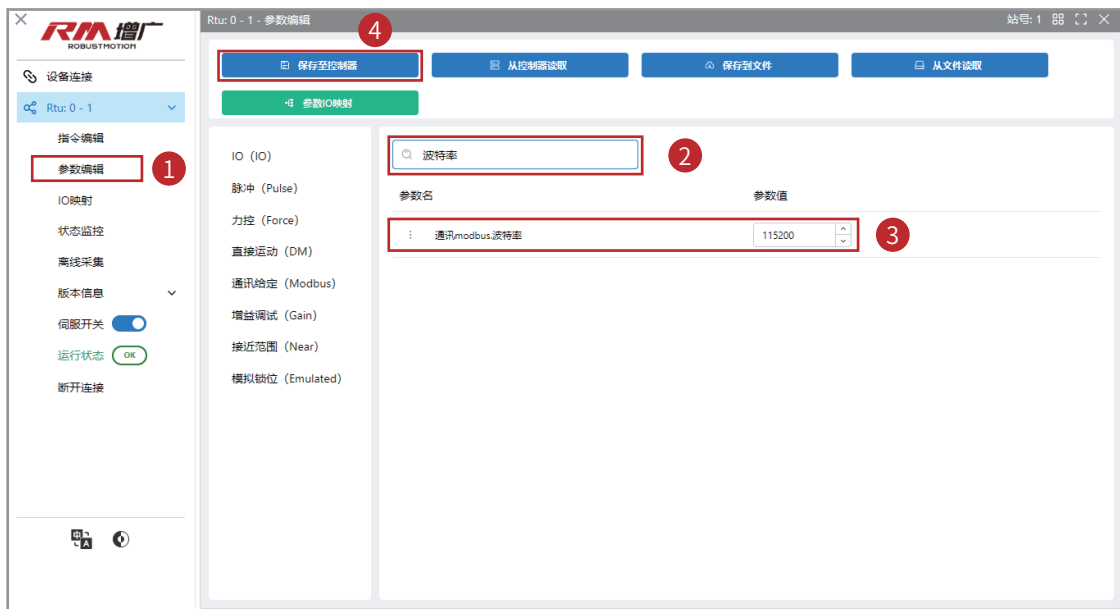 RM 增广
ROBUSTMOTION
设备连接
Rtu: 0 - 1
指令编辑
参数编辑
1
IO映射
状态监控
离线采集
版本信息
伺服开关
运行状态 OK
断开连接
中 A
Rtu: 0 - 1 - 参数编辑
4
站号: 1
保存至控制器
从控制器读取
保存到文件
从文件读取
参数IO映射
IO（IO）
脉冲（Pulse）
力控（Force）
直接运动（DM）
通讯给定（Modbus）
增益调试（Gain）
接近范围（Near）
模拟锁位（Emulated）
波特率
2
参数名 参数值
通讯modbus.波特率 115200
3